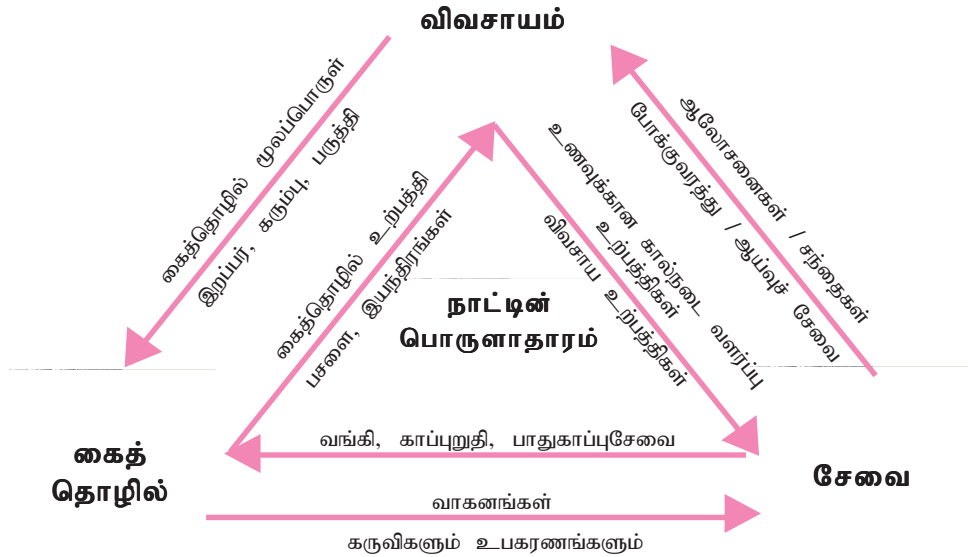 விவசாயம்
கைத்தொழில் மூலப்பொருள்
இறப்பர், கரும்பு, பருத்தி
கைத்தொழில் உற்பத்தி
பசளை, இயந்திரங்கள்
ஆலோசனைகள் / சந்தைகள்
போக்குவரத்து / ஆய்வுச் சேவை
உணவுக்கான கால்நடை வளர்ப்பு
உற்பத்திகள்
விவசாய உற்பத்திகள்
நாட்டின்
பொருளாதாரம்
வங்கி, காப்புறுதி, பாதுகாப்புசேவை
கைத்
தொழில்
சேவை
வாகனங்கள்
கருவிகளும் உபகரணங்களும்